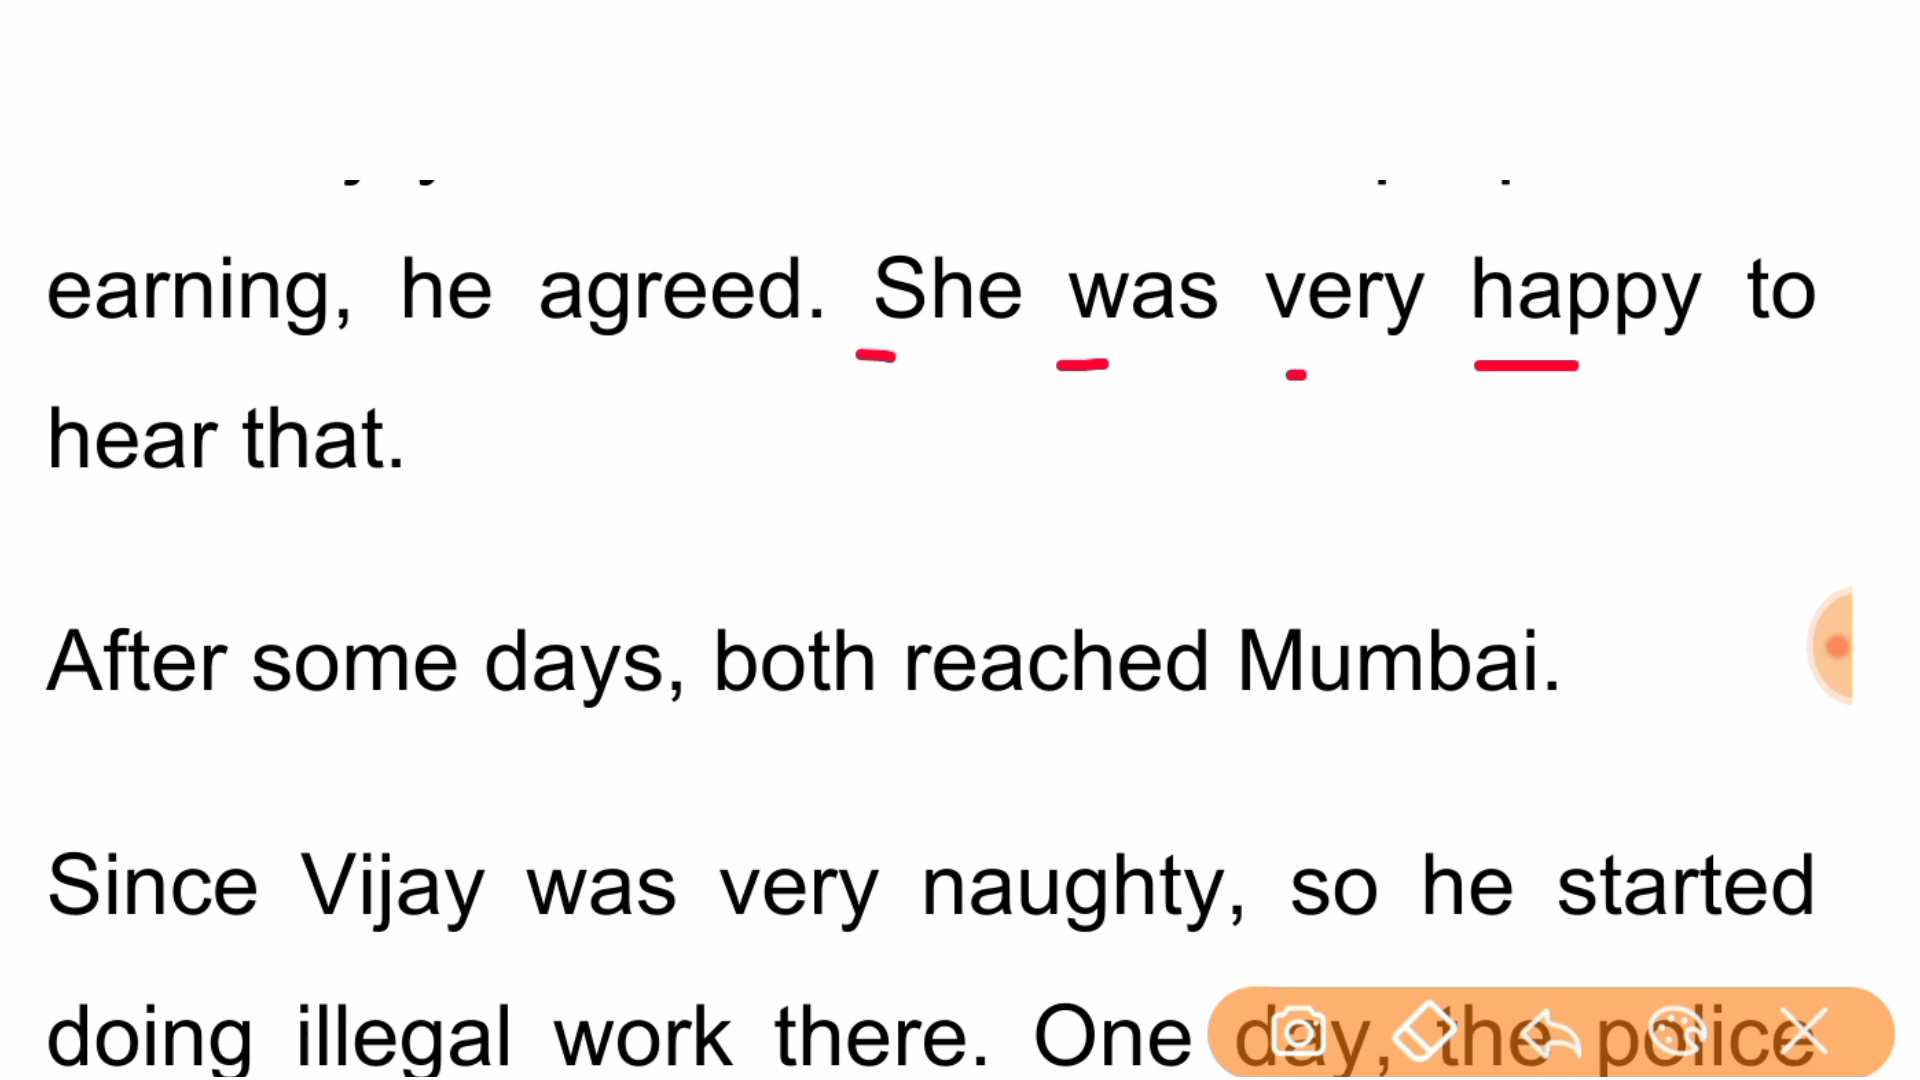 earning, he agreed. She was very happy to
hear that.
After some days, both reached Mumbai.
Since Vijay was very naughty, so he started
doing illegal work there. One day, the police